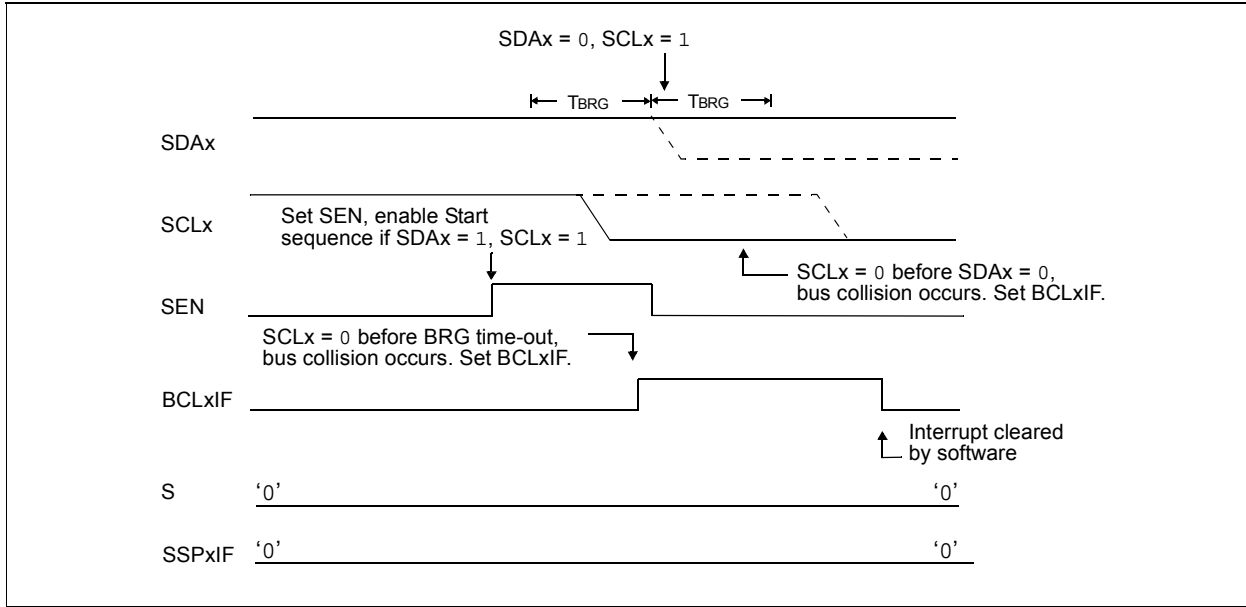 SDAx = 0, SCLx = 1
TBRG TBRG
SDAx
SCLx
Set SEN, enable Start
sequence if SDAx = 1, SCLx = 1
SCLx = 0 before SDAx = 0,
bus collision occurs. Set BCLxIF.
SEN
SCLx = 0 before BRG time-out,
bus collision occurs. Set BCLxIF.
BCLxIF
Interrupt cleared
by software
S ‘0’ ‘0’
SSPxIF ‘0’ ‘0’